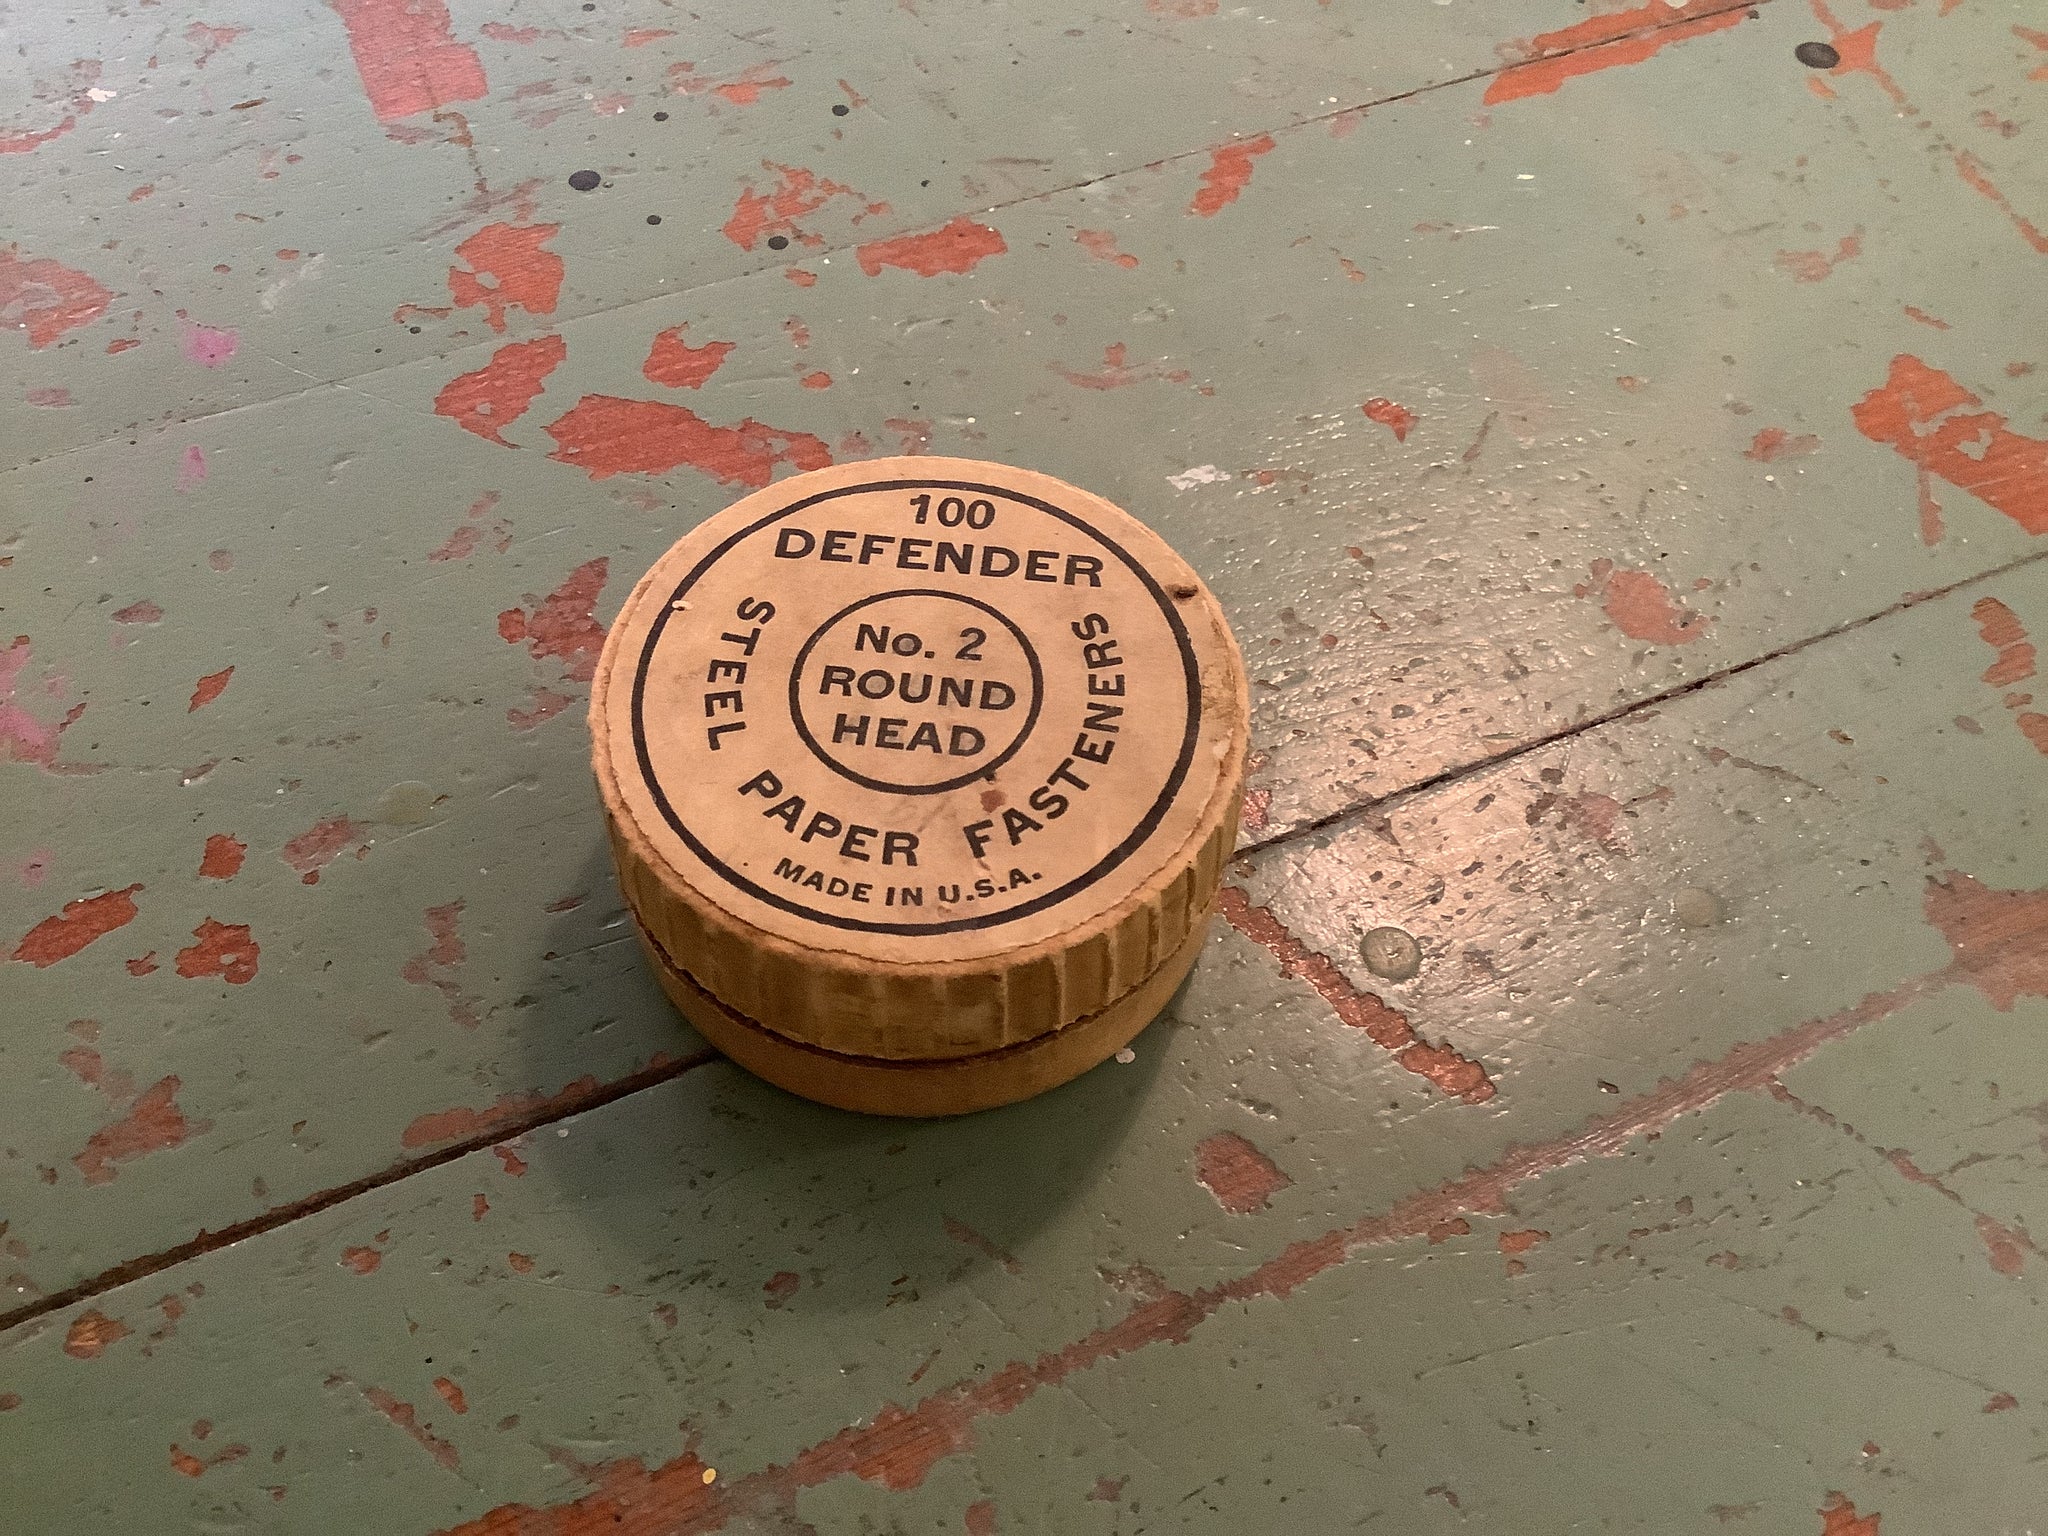 100
DEFENDER
STEEL PAPER FASTENERS
No. 2
ROUND
HEAD
MADE IN U.S.A.